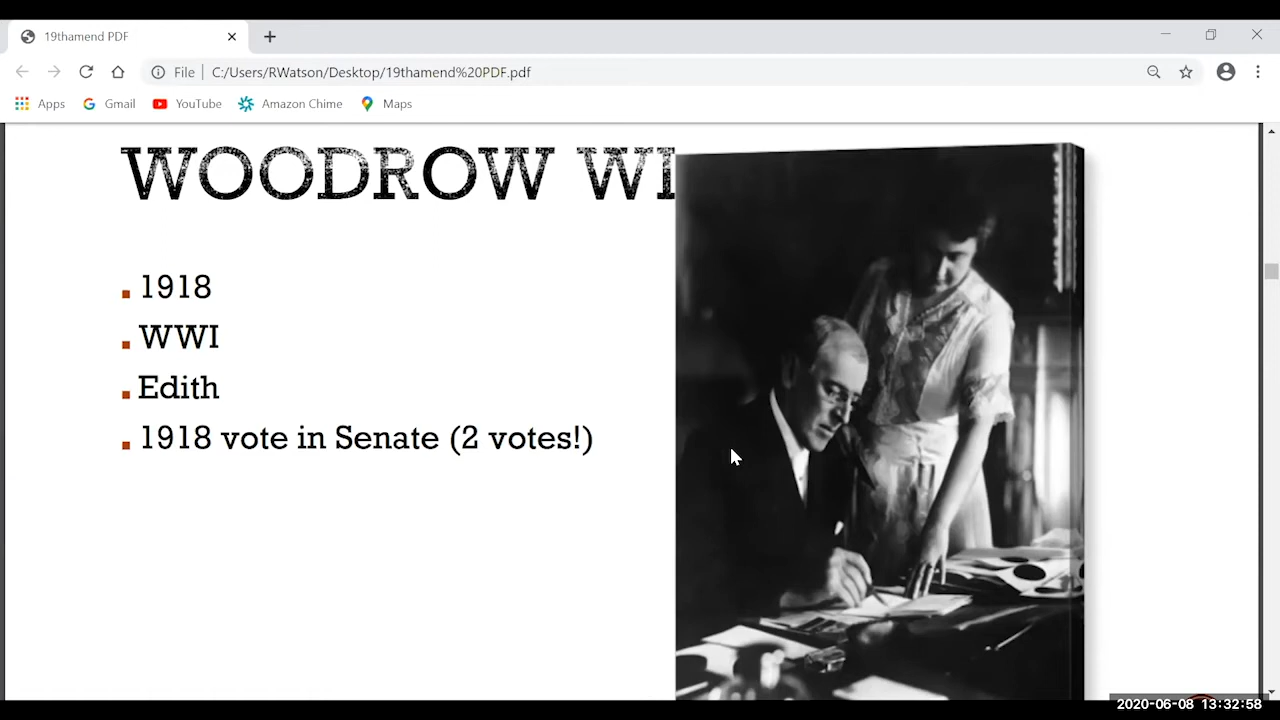 19thamend PDF
File
C:/Users/RWatson/Desktop/19thamend%20PDF.pdf
Apps
Gmail
YouTube
Amazon Chime
Maps
WOODROW WI
1918
WWI
Edith
1918 vote in Senate (2 votes!)
2020-06-08 13:32:58